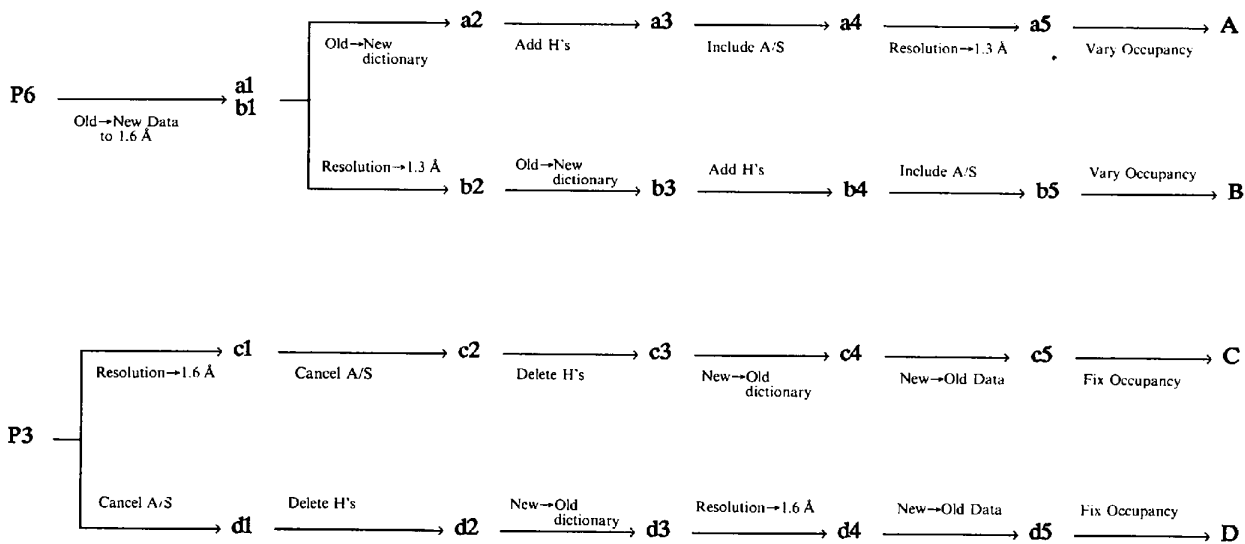 a2
a3
a4
a5
A
Old→New
dictionary
Add H's
Include A/S
Resolution→1.3 Å
Vary Occupancy
P6
a1
b1
Old→New Data
to 1.6 Å
Resolution→1.3 Å
Old→New
dictionary
Add H's
Include A/S
Vary Occupancy
b2
b3
b4
b5
B
c1
c2
c3
c4
c5
C
Resolution→1.6 Å
Cancel A/S
Delete H's
New→Old
dictionary
New→Old Data
Fix Occupancy
P3
Cancel A/S
Delete H's
New→Old
dictionary
Resolution→1.6 Å
New→Old Data
Fix Occupancy
d1
d2
d3
d4
d5
D